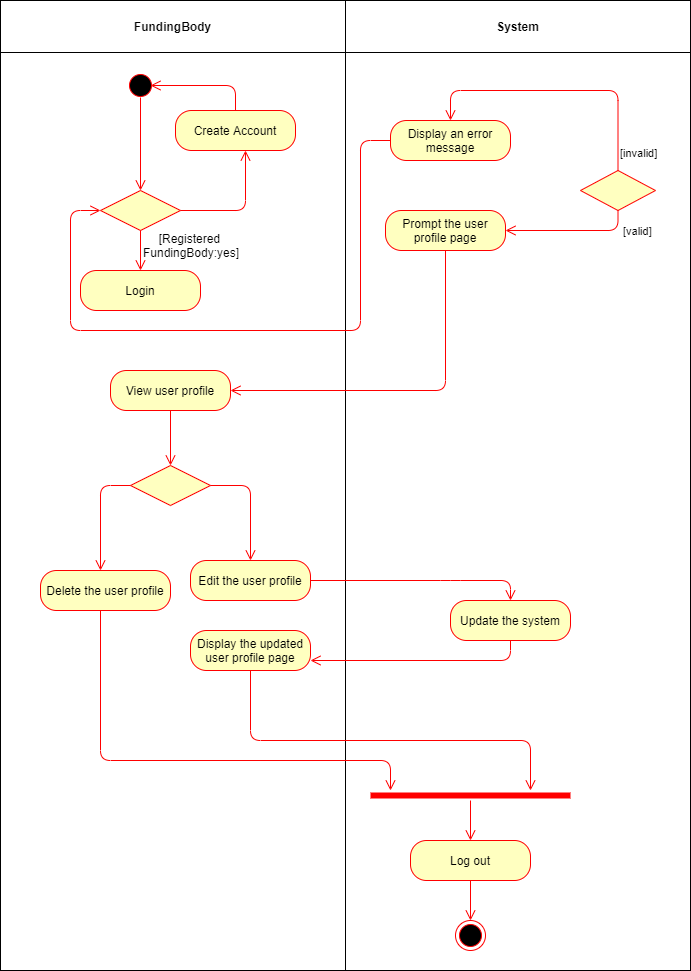 FundingBody
System
Create Account
Display an error
message
[invalid]
[Registered
FundingBody:yes]
Prompt the user
profile page
[valid]
Login
View user profile
Delete the user profile
Edit the user profile
Update the system
Display the updated
user profile page
Log out